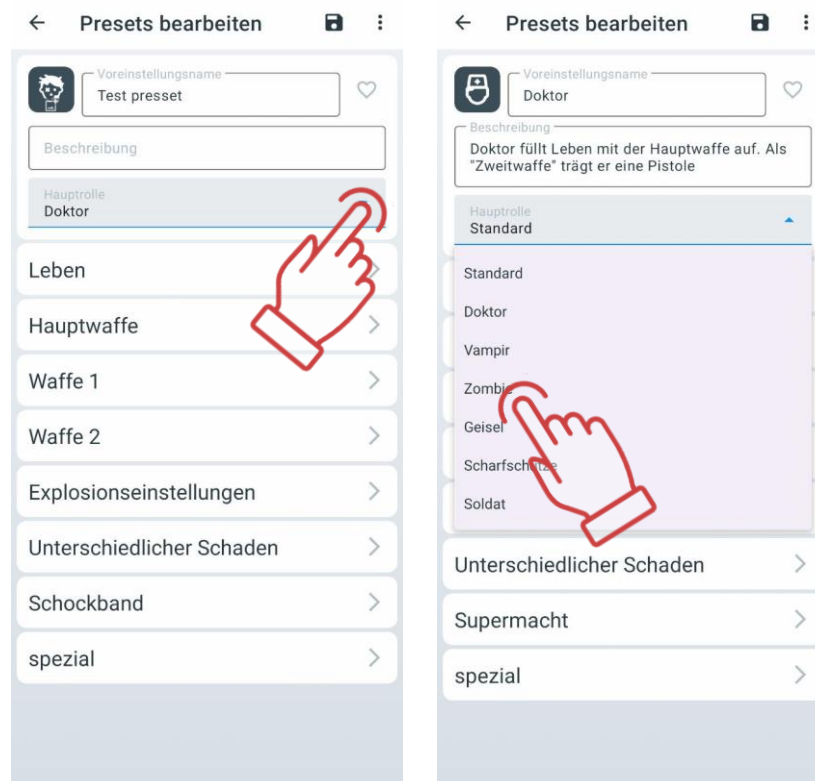 Presets bearbeiten
Voreinstellungsname
Test presset
Beschreibung
Hauptrolle
Doktor
Leben
Hauptwaffe
Waffe 1
Waffe 2
Explosionseinstellungen
Unterschiedlicher Schaden
Schockband
spezial
Presets bearbeiten
Voreinstellungsname
Doktor
Beschreibung
Doktor füllt Leben mit der Hauptwaffe auf. Als
"Zweitwaffe" trägt er eine Pistole
Hauptrolle
Standard
Standard
Doktor
Vampir
Zombie
Geisel
Scharfschütze
Soldat
Unterschiedlicher Schaden
Supermacht
spezial